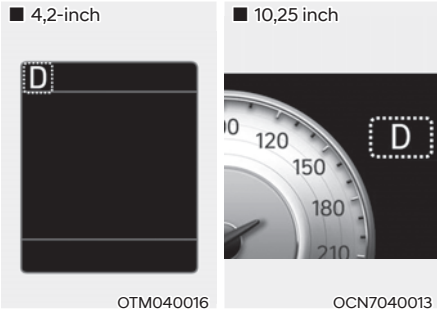 ■ 4,2-inch
D
OTM040016
■ 10,25 inch
00
120
150
180
210
D
OCN7040013